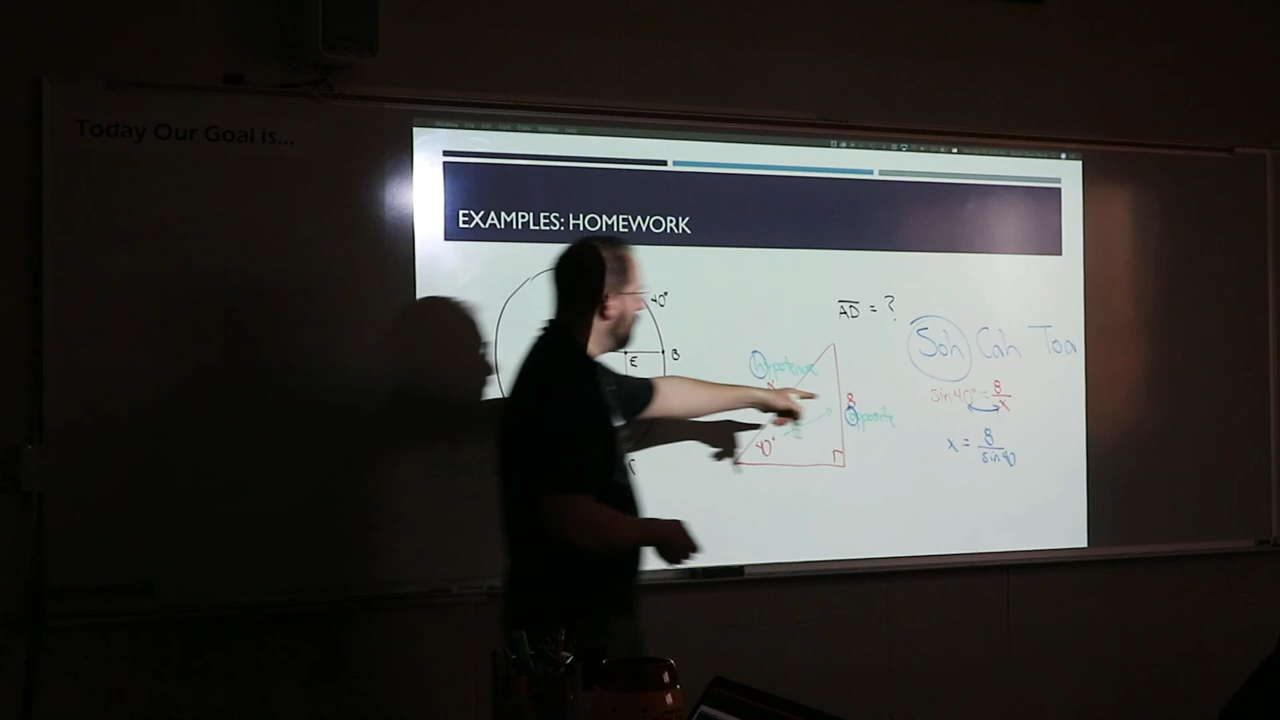 Today Our Goal is...
EXAMPLES: HOMEWORK
40°
B
E
AD = ?
Soh Cah Toa
hypotenuse
x
8
opposite
40°
sin 40° = 8/x
x = 8/sin 40